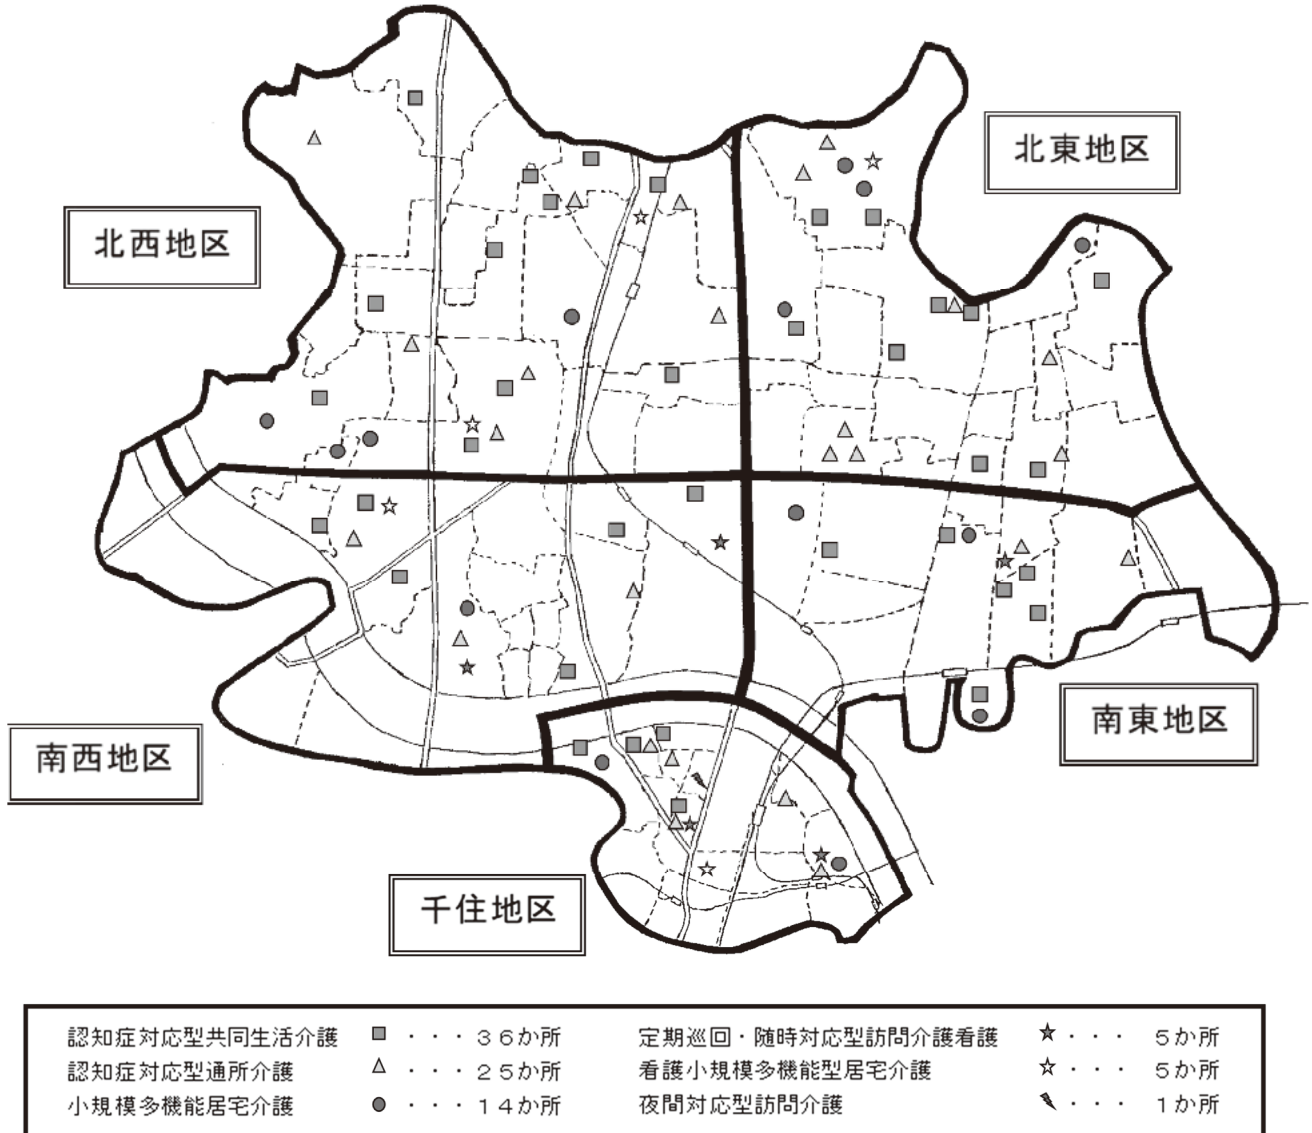 北東地区
北西地区
南東地区
南西地区
千住地区
認知症対応型共同生活介護 ■ ・・・３６か所
認知症対応型通所介護 △ ・・・２５か所
小規模多機能居宅介護 ● ・・・１４か所
定期巡回・随時対応型訪問介護看護 ★・・・ ５か所
看護小規模多機能型居宅介護 ☆・・・ ５か所
夜間対応型訪問介護 ・・・ １か所